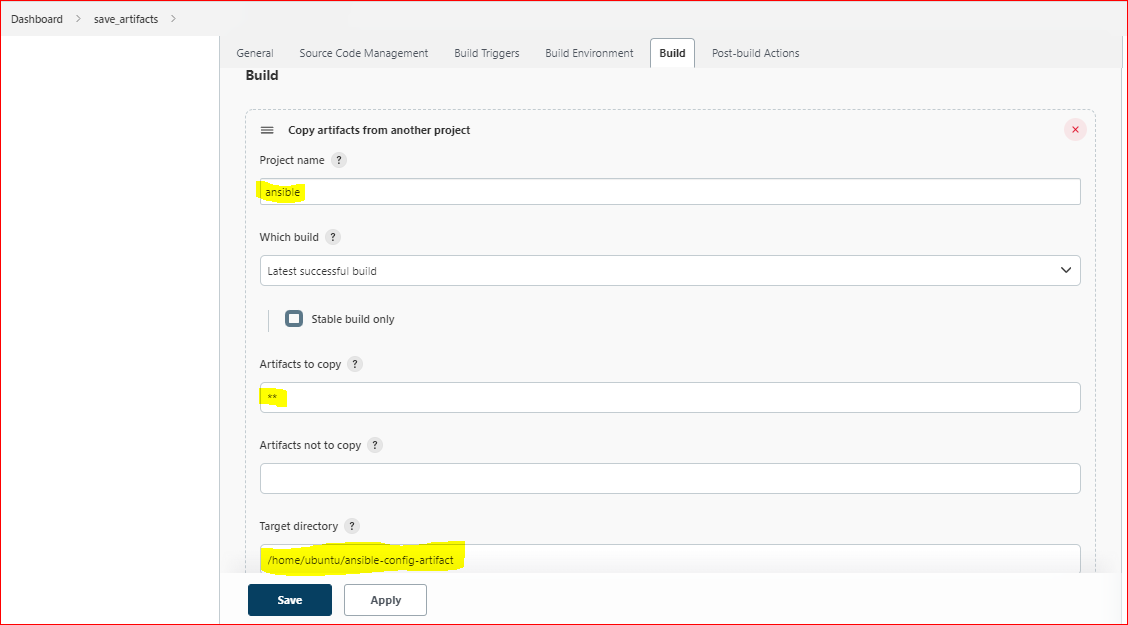 Dashboard > save_artifacts >
General Source Code Management Build Triggers Build Environment Build Post-build Actions
Build
Copy artifacts from another project ×
Project name ?
ansible
Which build ?
Latest successful build
Stable build only
Artifacts to copy ?
**
Artifacts not to copy ?
Target directory ?
/home/ubuntu/ansible-config-artifact
Save Apply